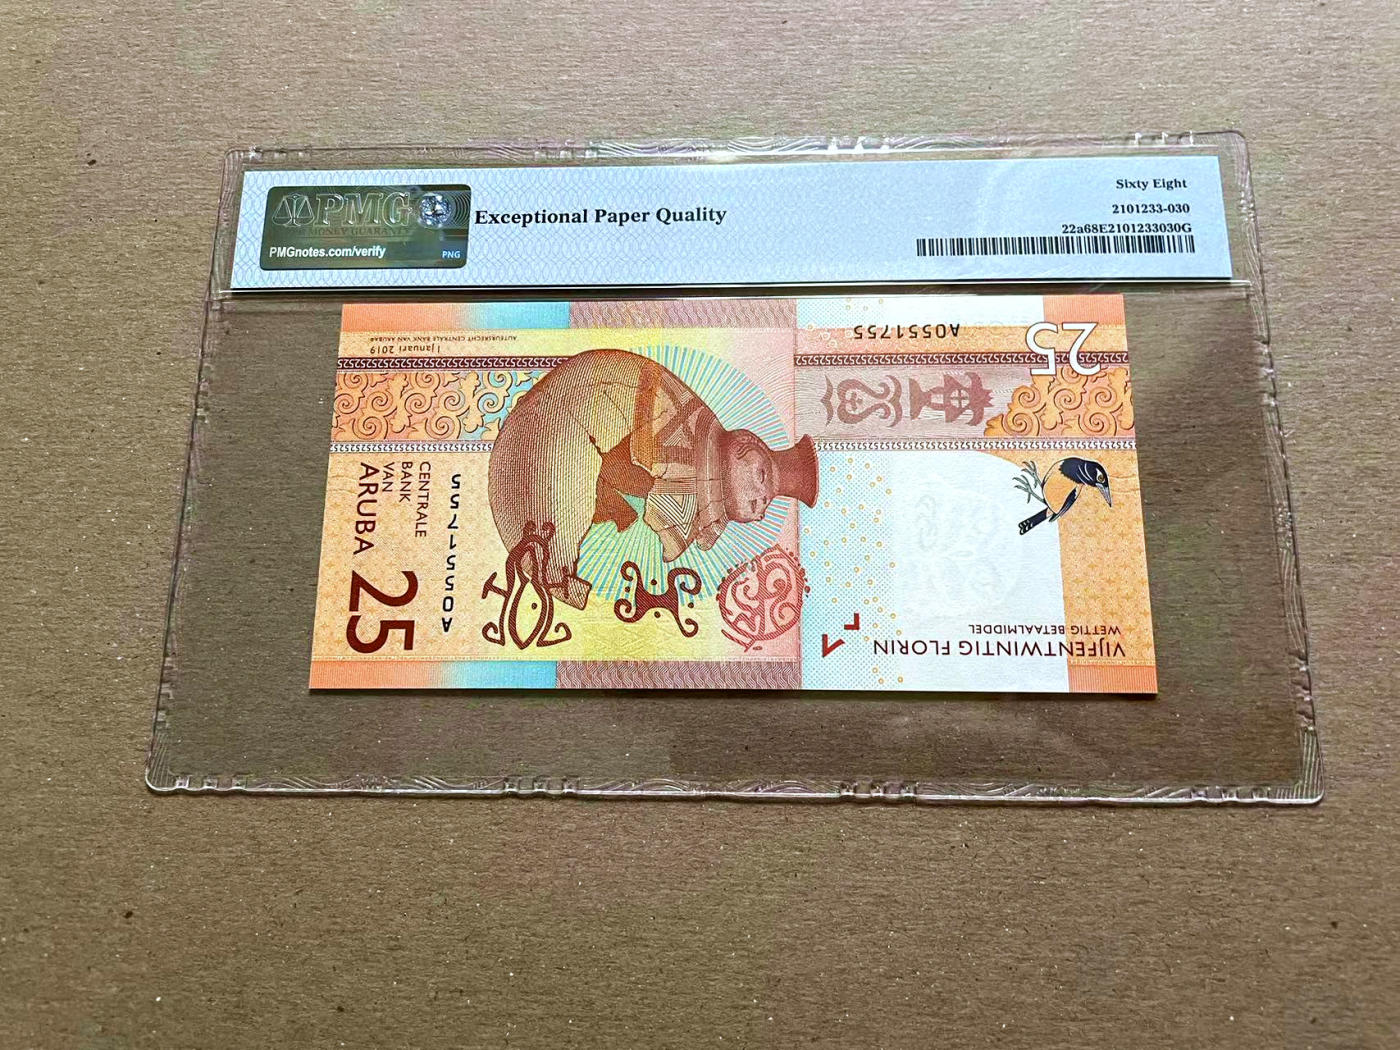 PMG
PAPER MONEY GUARANTY
PMGnotes.com/verify
PNG
Exceptional Paper Quality
Sixty Eight
2101233-030
22a68E2101233030G
25
A0551755
1 januari 2019
AUTEURSRECHT CENTRALE BANK VAN ARUBA®
CENTRALE
BANK
VAN
ARUBA
25
A0551755
VIJFENTWINTIG FLORIN
WETTIG BETAALMIDDEL